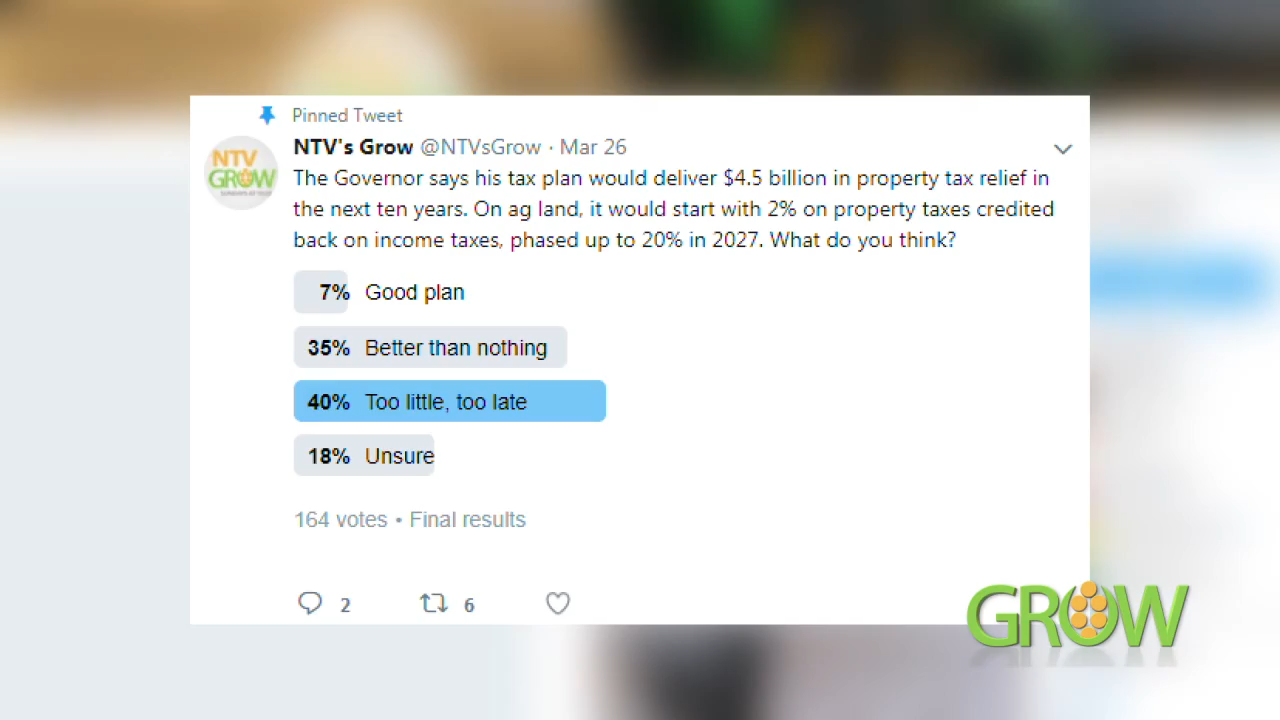 Pinned Tweet
NTV's Grow @NTVsGrow · Mar 26
NTV
GROW
The Governor says his tax plan would deliver $4.5 billion in property tax relief in
the next ten years. On ag land, it would start with 2% on property taxes credited
back on income taxes, phased up to 20% in 2027. What do you think?
7% Good plan
35% Better than nothing
40% Too little, too late
18% Unsure
164 votes • Final results
2 6
GROW